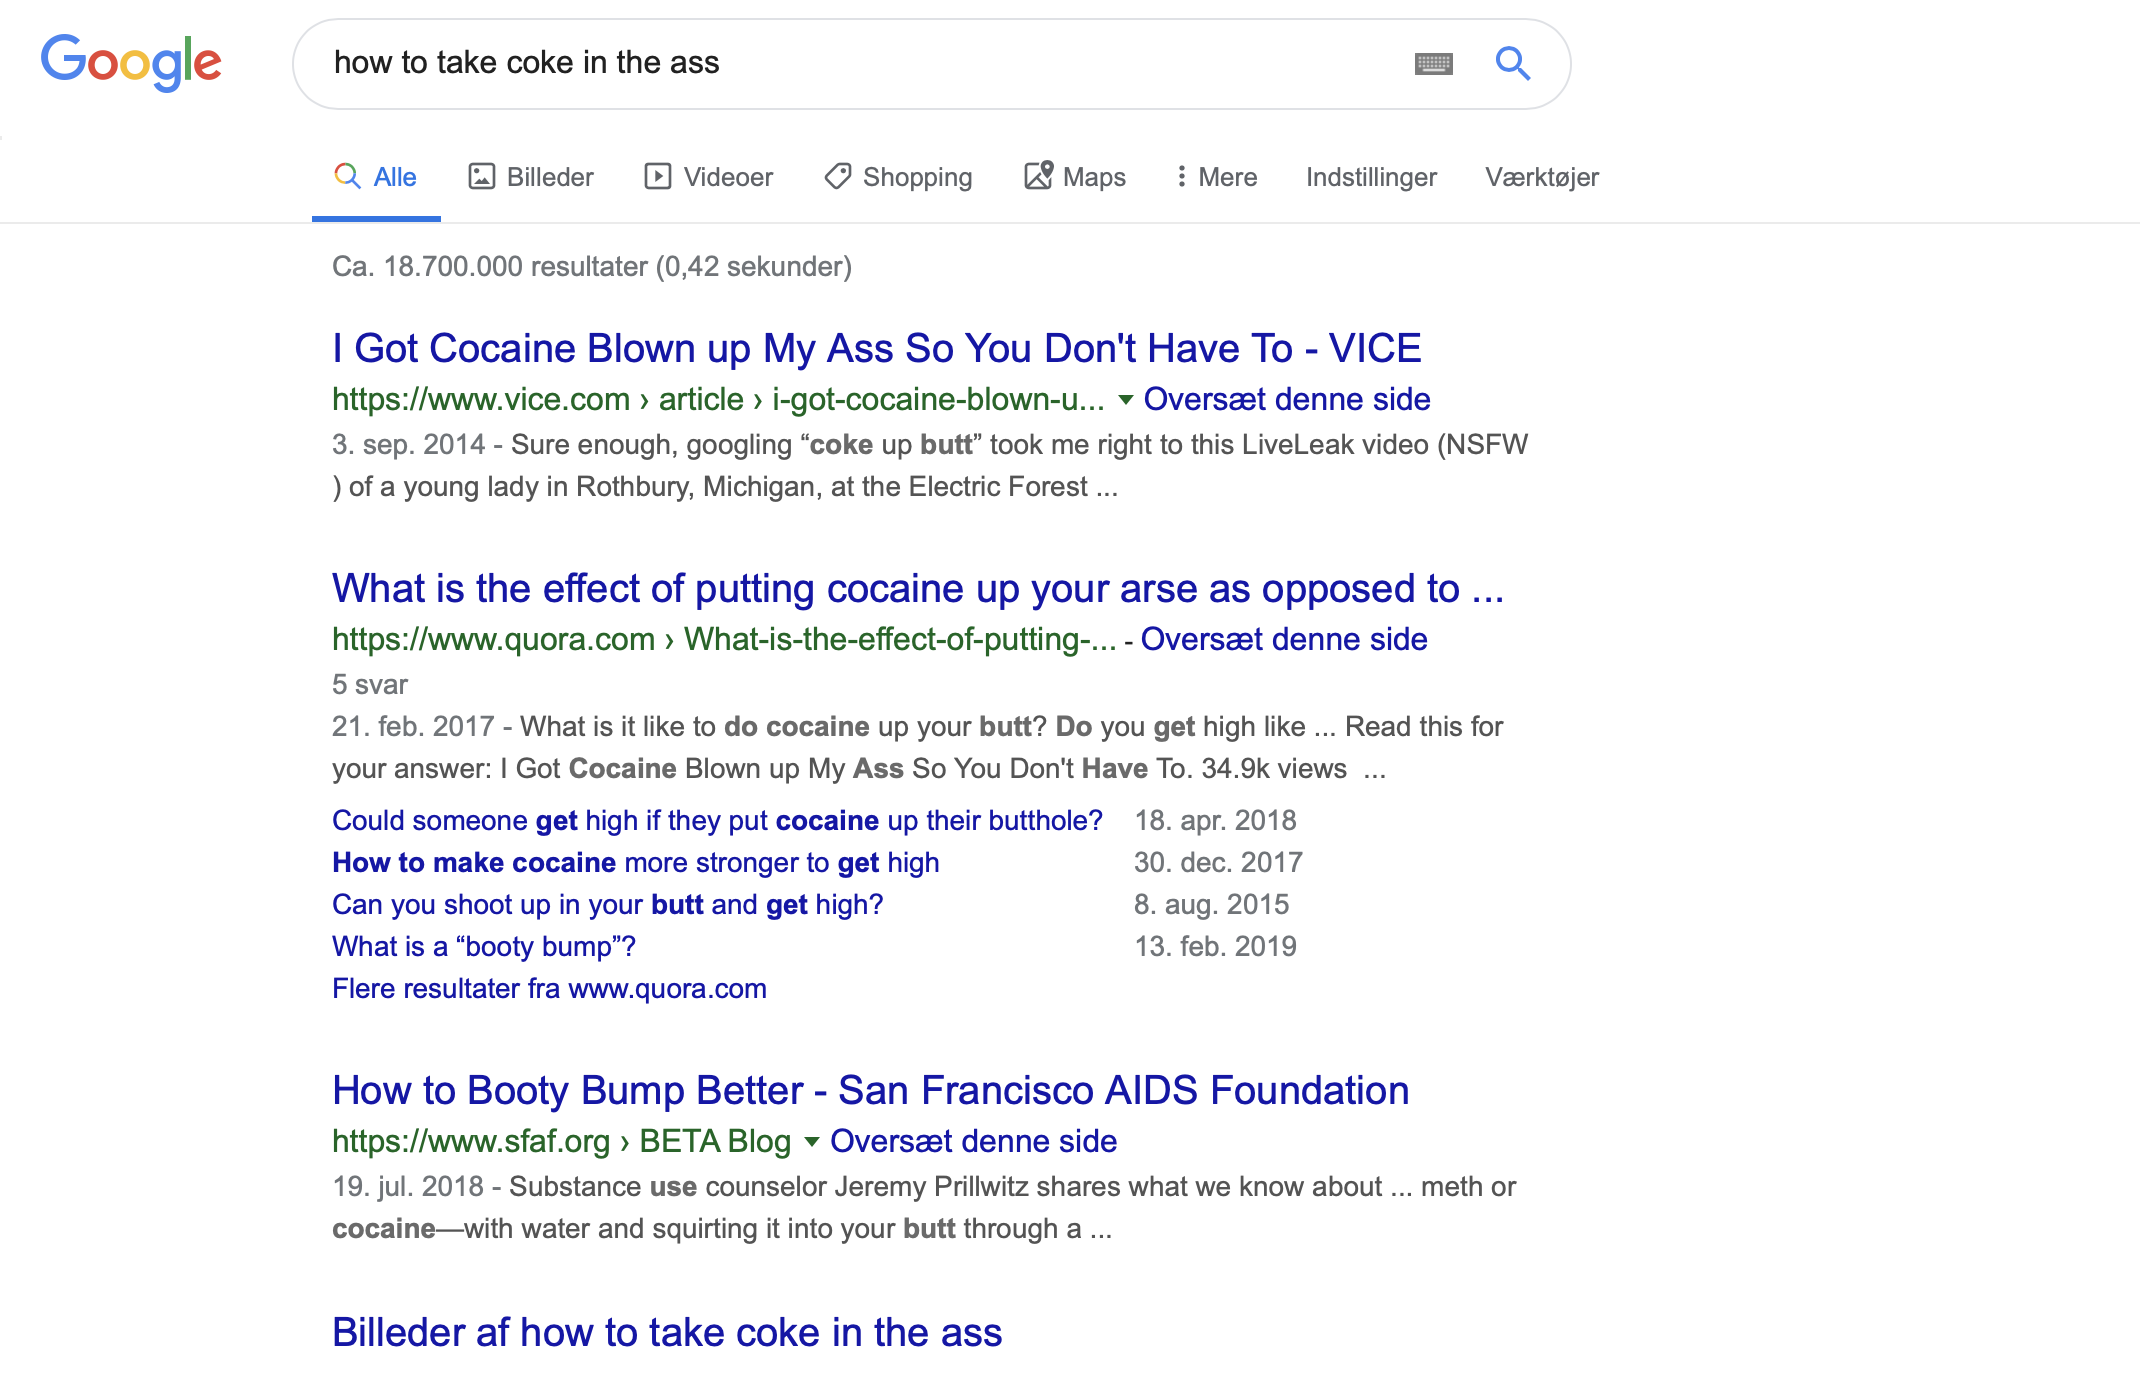 Google
how to take coke in the ass
Alle Billeder Videoer Shopping Maps Mere Indstillinger Værktøjer
Ca. 18.700.000 resultater (0,42 sekunder)
I Got Cocaine Blown up My Ass So You Don't Have To - VICE
https://www.vice.com › article › i-got-cocaine-blown-u... Oversæt denne side
3. sep. 2014 - Sure enough, googling “coke up butt” took me right to this LiveLeak video (NSFW
) of a young lady in Rothbury, Michigan, at the Electric Forest ...
What is the effect of putting cocaine up your arse as opposed to ...
https://www.quora.com › What-is-the-effect-of-putting-... - Oversæt denne side
5 svar
21. feb. 2017 - What is it like to do cocaine up your butt? Do you get high like ... Read this for
your answer: I Got Cocaine Blown up My Ass So You Don't Have To. 34.9k views ...
Could someone get high if they put cocaine up their butthole? 18. apr. 2018
How to make cocaine more stronger to get high 30. dec. 2017
Can you shoot up in your butt and get high? 8. aug. 2015
What is a “booty bump”? 13. feb. 2019
Flere resultater fra www.quora.com
How to Booty Bump Better - San Francisco AIDS Foundation
https://www.sfaf.org › BETA Blog Oversæt denne side
19. jul. 2018 - Substance use counselor Jeremy Prillwitz shares what we know about ... meth or
cocaine—with water and squirting it into your butt through a ...
Billeder af how to take coke in the ass